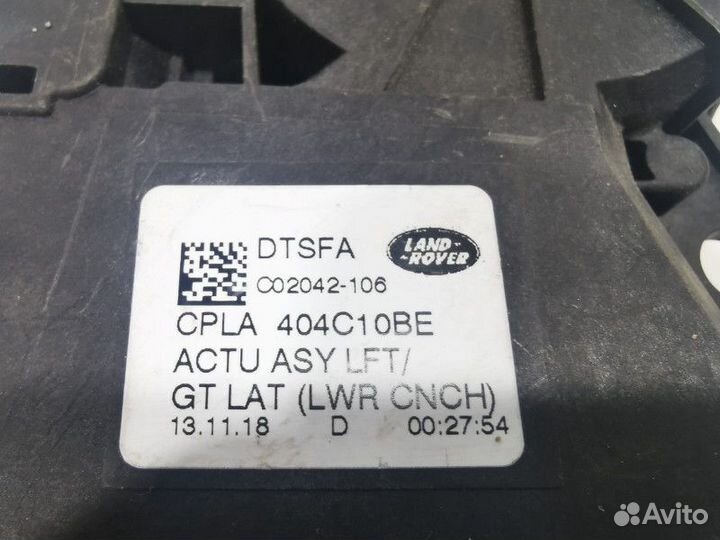 DTSFA
LAND-
-ROVER
C02042-106
CPLA 404C10BE
ACTU ASY LFT/
GT LAT (LWR CNCH)
13.11.18 D 00:27:54
Avito